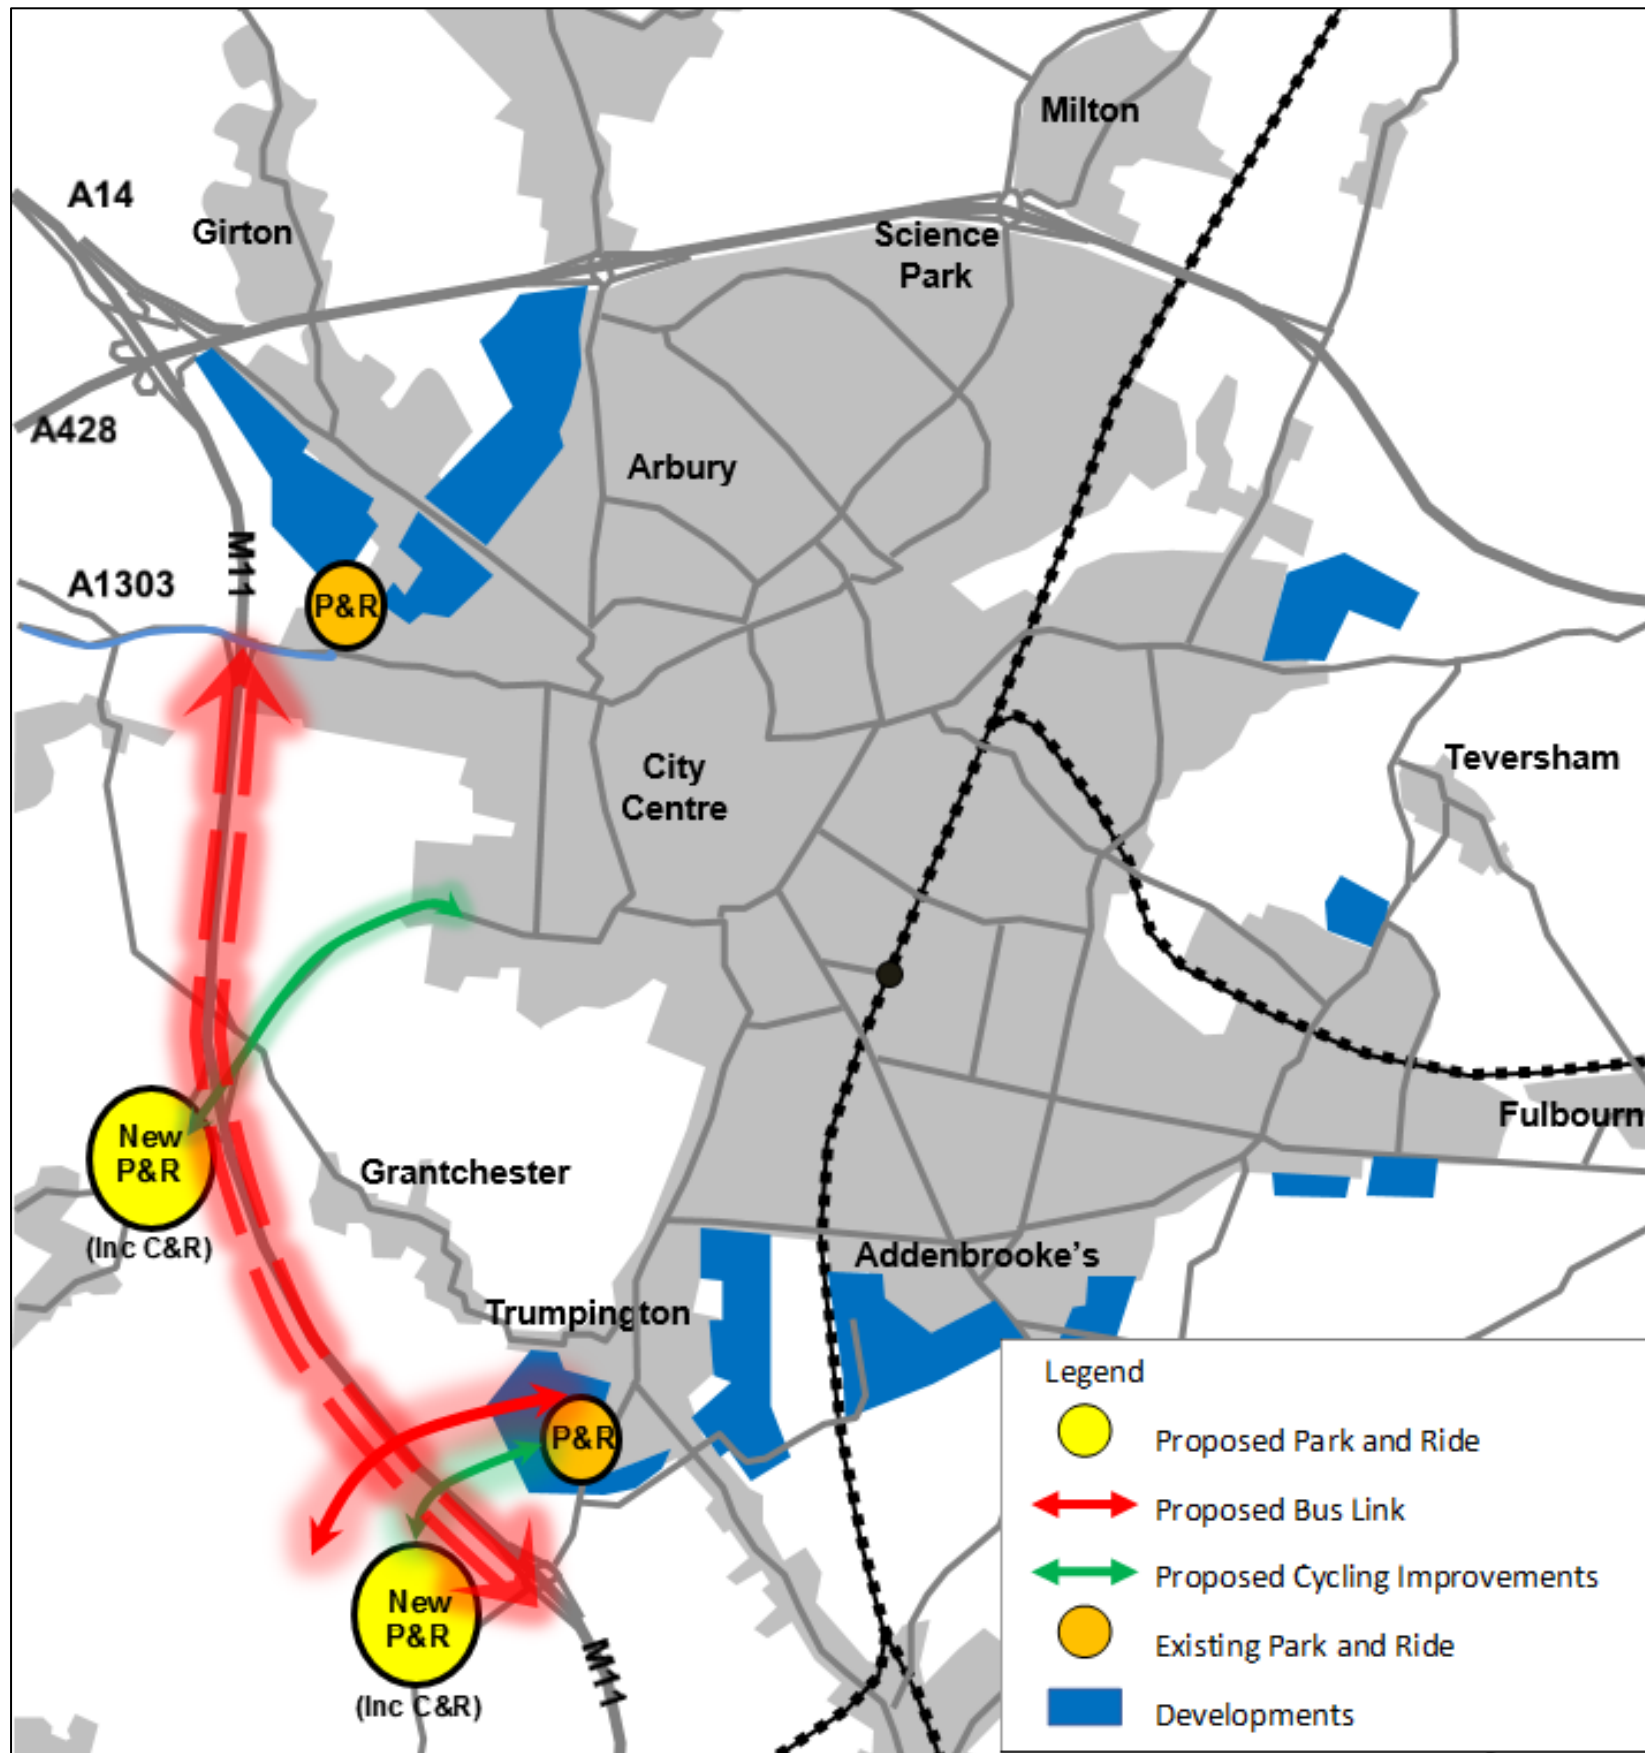 Milton
A14
Girton
Science
Park
A428
Arbury
M11
A1303
P&R
City
Centre
Teversham
New
P&R
(Inc C&R)
Grantchester
Fulbourn
Addenbrooke's
Trumpington
P&R
New
P&R
(Inc C&R)
M11
Legend
Proposed Park and Ride
Proposed Bus Link
Proposed Cycling Improvements
Existing Park and Ride
Developments